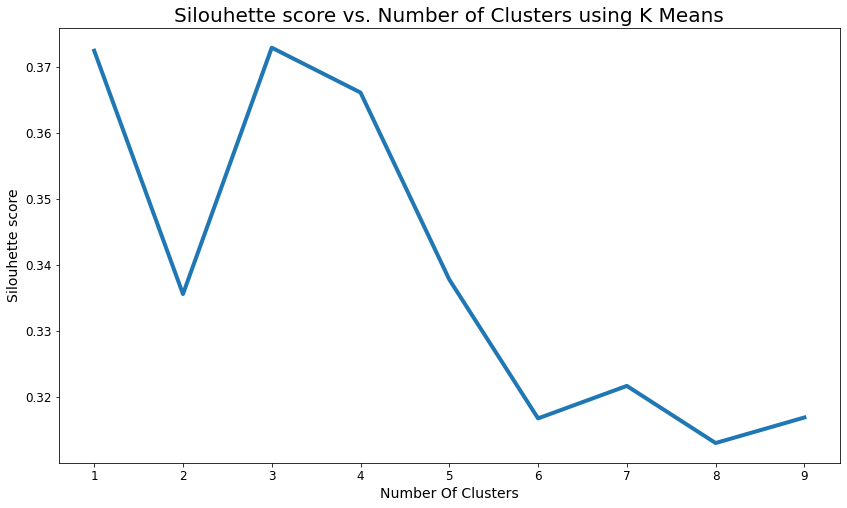 Silouhette score vs. Number of Clusters using K Means
0.37
0.36
0.35
0.34
0.33
0.32
Silouhette score
1 2 3 4 5 6 7 8 9
Number Of Clusters